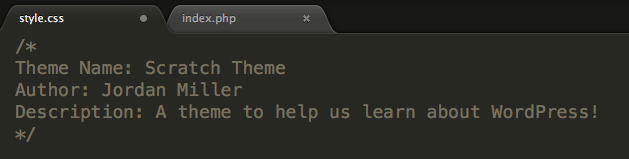 style.css index.php
/*
Theme Name: Scratch Theme
Author: Jordan Miller
Description: A theme to help us learn about WordPress!
*/